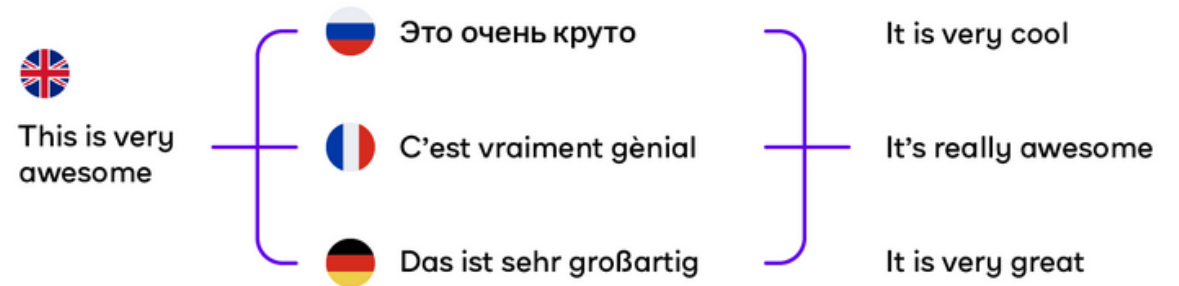 This is very
awesome
Это очень круто
C'est vraiment gènial
Das ist sehr großartig
It is very cool
It's really awesome
It is very great